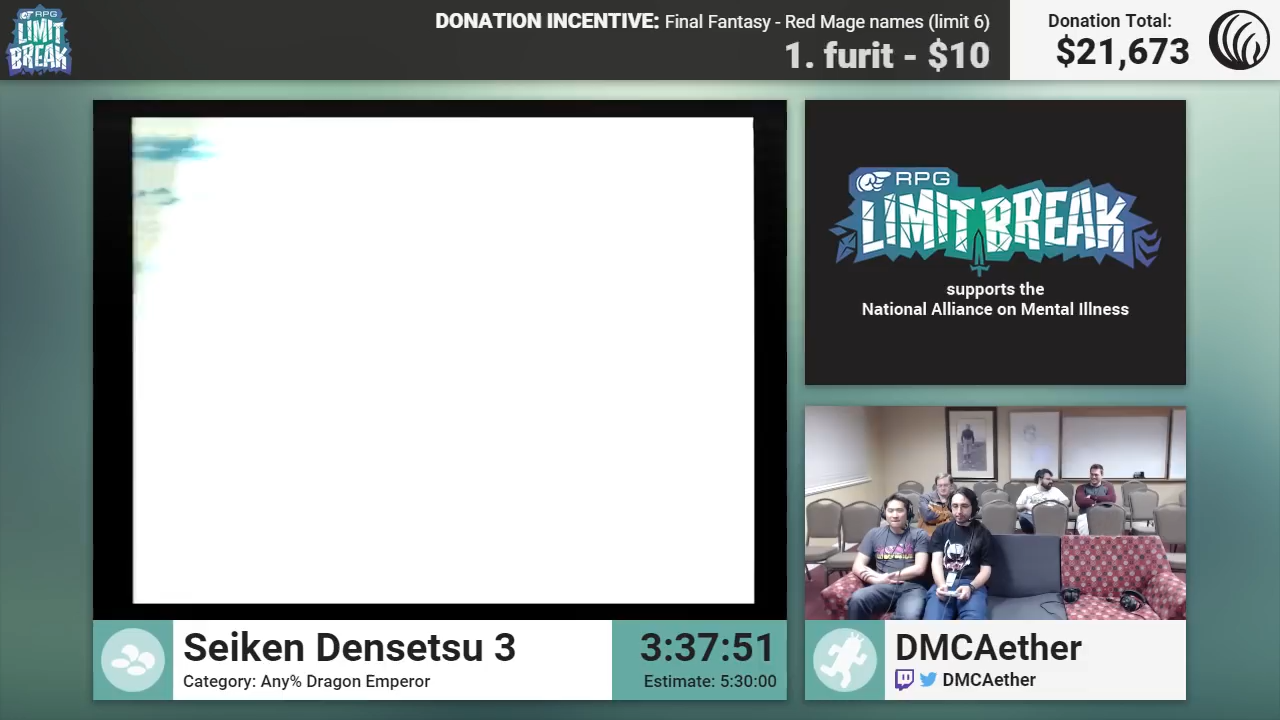 RPG
LIMIT
BREAK
DONATION INCENTIVE: Final Fantasy - Red Mage names (limit 6)
1. furit - $10
Donation Total:
$21,673
RPG
LIMIT BREAK
supports the
National Alliance on Mental Illness
Seiken Densetsu 3
Category: Any% Dragon Emperor
3:37:51
Estimate: 5:30:00
DMCAether
DMCAether